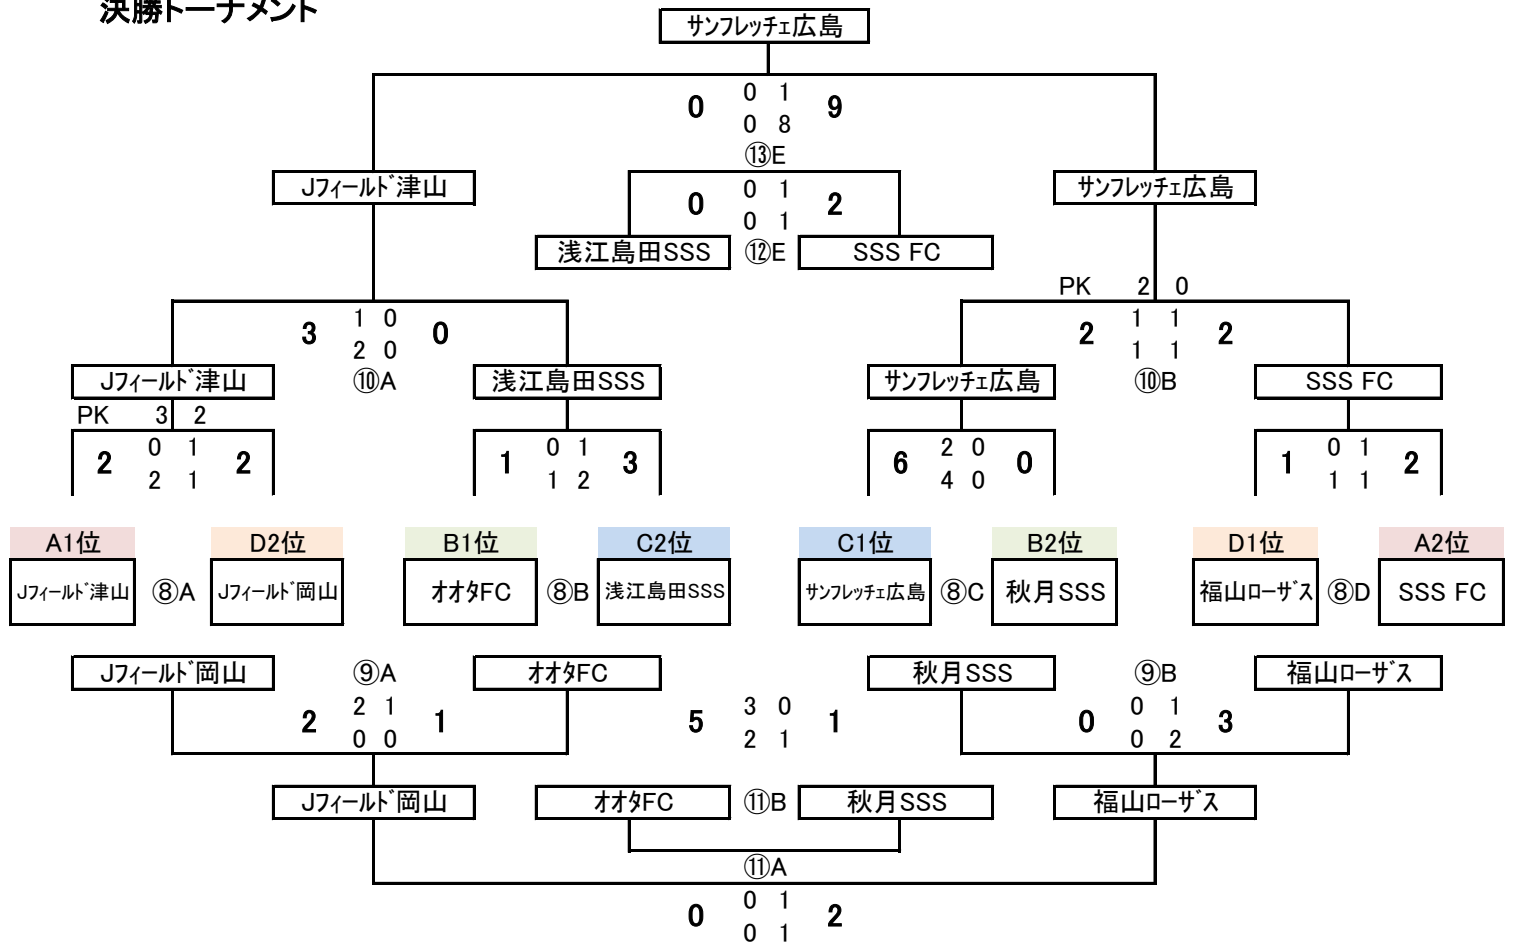 決勝トーナメント
サンフレッチェ広島
0 0 1 9
0 8
⑬E
Jﾌｨｰﾙﾄﾞ津山 サンフレッチェ広島
0 0 1 2
0 1
浅江島田SSS ⑫E SSS FC
PK 2 0
3 1 0 0 2 1 1 2
2 0 1 1
Jﾌｨｰﾙﾄﾞ津山 ⑩A 浅江島田SSS サンフレッチェ広島 ⑩B SSS FC
PK 3 2
2 0 1 2 1 0 1 3 6 2 0 0 1 0 1 2
2 1 1 2 4 0 1 1
A1位 D2位 B1位 C2位 C1位 B2位 D1位 A2位
Jﾌｨｰﾙﾄﾞ津山 ⑧A Jﾌｨｰﾙﾄﾞ岡山 オオタFC ⑧B 浅江島田SSS サンフレッチェ広島 ⑧C 秋月SSS 福山ローザス ⑧D SSS FC
Jﾌｨｰﾙﾄﾞ岡山 ⑨A オオタFC 秋月SSS ⑨B 福山ローザス
2 2 1 1 5 3 0 1 0 0 1 3
0 0 2 1 0 2
Jﾌｨｰﾙﾄﾞ岡山 オオタFC ⑪B 秋月SSS 福山ローザス
⑪A
0 0 1 2
0 1